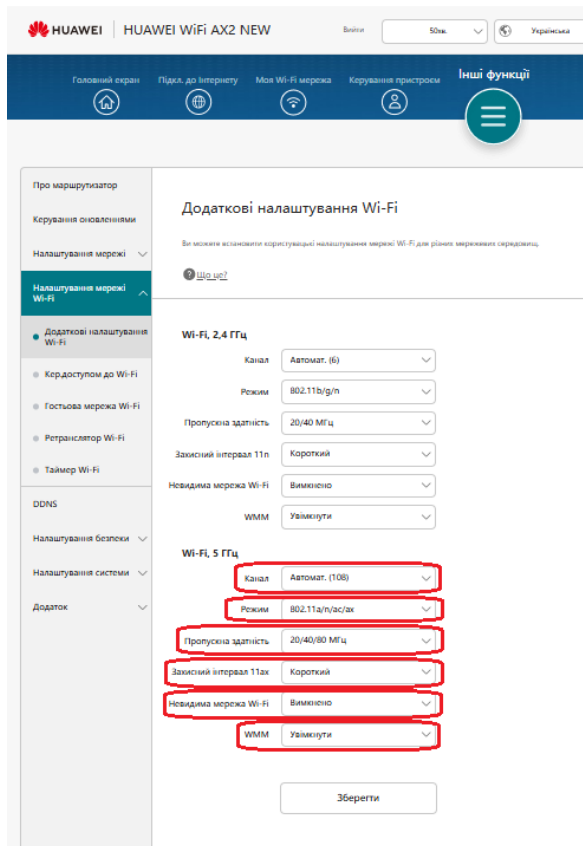 HUAWEI
HUAWEI WiFi AX2 NEW
Вийти
50хв.
Українська
Головний екран
Підкл. до Інтернету
Моя Wi-Fi мережа
Керування пристроєм
Інші функції
Про маршрутизатор
Керування оновленнями
Налаштування мережі
Налаштування мережі
Wi-Fi
Додаткові налаштування
Wi-Fi
Кер.доступом до Wi-Fi
Гостьова мережа Wi-Fi
Ретранслятор Wi-Fi
Таймер Wi-Fi
DDNS
Налаштування безпеки
Налаштування системи
Додаток
Додаткові налаштування Wi-Fi
Ви можете встановити користувацькі налаштування мережі Wi-Fi для різних мережевих середовищ.
? Що це?
Wi-Fi, 2,4 ГГц
Канал Автомат. (6)
Режим 802.11b/g/n
Пропускна здатність 20/40 МГц
Захисний інтервал 11n Короткий
Невидима мережа Wi-Fi Вимкнено
WMM Увімкнути
Wi-Fi, 5 ГГц
Канал Автомат. (108)
Режим 802.11a/n/ac/ax
Пропускна здатність 20/40/80 МГц
Захисний інтервал 11ax Короткий
Невидима мережа Wi-Fi Вимкнено
WMM Увімкнути
Зберегти